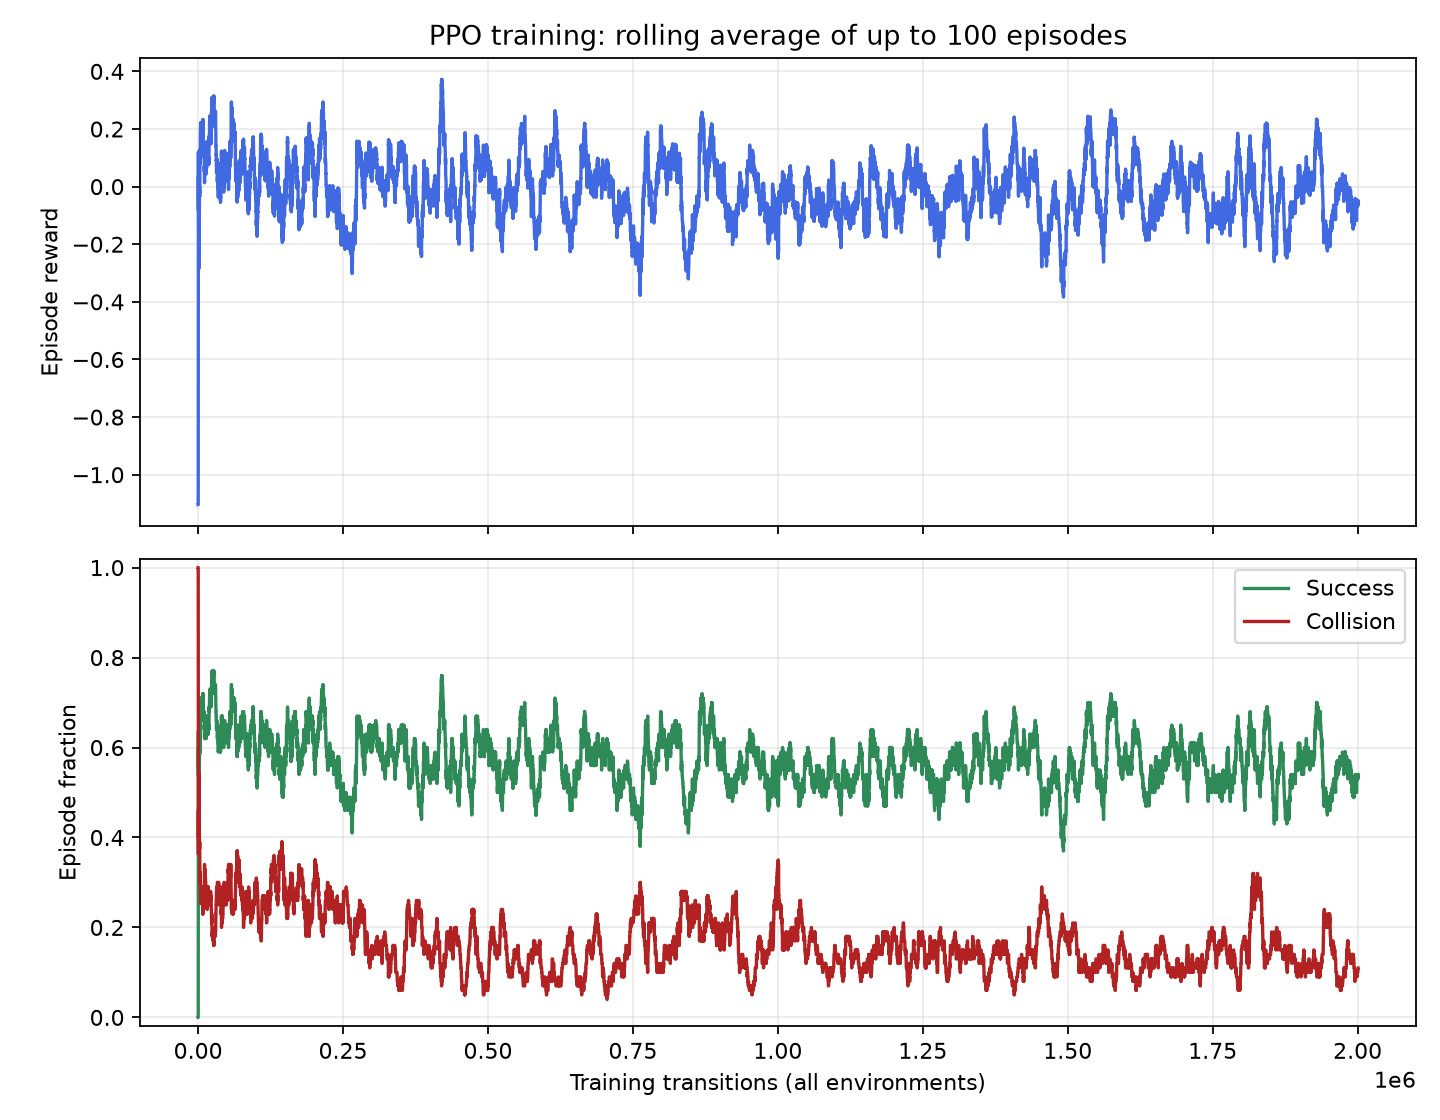 PPO training: rolling average of up to 100 episodes
0.4
0.2
0.0
−0.2
−0.4
−0.6
−0.8
−1.0
Episode reward
1.0
0.8
0.6
0.4
0.2
0.0
Episode fraction
Success
Collision
0.00 0.25 0.50 0.75 1.00 1.25 1.50 1.75 2.00
Training transitions (all environments)
1e6